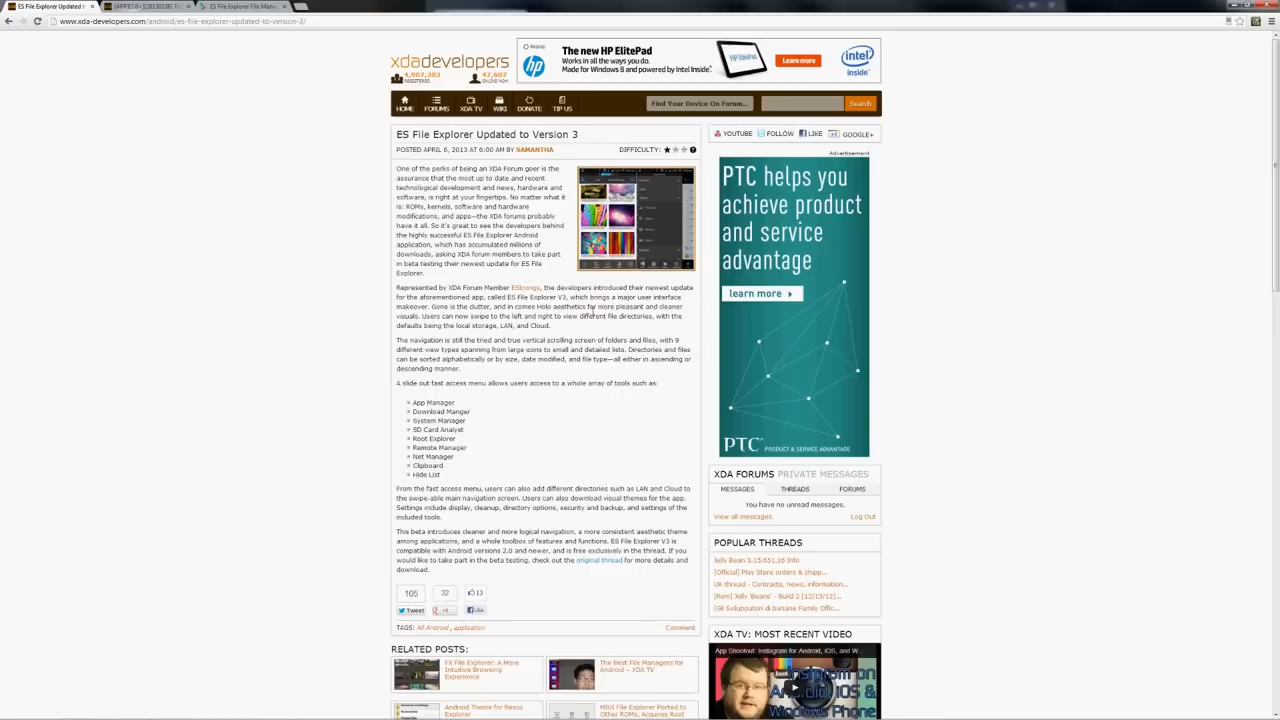 ES File Explorer Updated to
ES File Explorer File Man
www.xda-developers.com/android/es-file-explorer-updated-to-version-3/
xdadevelopers
4,987,383
REGISTERED
47,607
ONLINE NOW
The new HP ElitePad
Works in all the ways you do.
Made for Windows 8 and powered by Intel Inside.
hp
Learn more
intel
inside
HOME FORUMS XDA TV WIKI DONATE TIP US
Find Your Device On Forum...
Search
ES File Explorer Updated to Version 3
POSTED APRIL 6, 2013 AT 6:00 AM BY SAMANTHA
DIFFICULTY:
One of the perks of being an XDA Forum goer is the
assurance that the most up to date and recent
technological development and news, hardware and
software, is right at your fingertips. No matter what
it is: ROMs, kernels, software and hardware
modifications, and apps—the XDA forums probably
have it all. So it's great to see the developers behind
the highly successful ES File Explorer Android
application, which has accumulated millions of
downloads, asking XDA forum members to take part
in beta testing their newest update for ES File
Explorer.
Represented by XDA Forum Member EStrongs, the developers introduced their newest update
for the aforementioned app, called ES File Explorer V3, which brings a major user interface
makeover. Gone is the clutter, and in comes Holo aesthetics for more pleasant and cleaner
visuals. Users can now swipe to the left and right to view different file directories, with the
defaults being the local storage, LAN, and Cloud.
The navigation is still the tried and true vertical scrolling screen of folders and files, with 9
different view types spanning from large icons to small and detailed lists. Directories and files
can be sorted alphabetically or by size, date modified, and file type—all either in ascending or
descending manner.
A slide out fast access menu allows users access to a whole array of tools such as:
App Manager
Download Manger
System Manager
SD Card Analyst
Root Explorer
Remote Manager
Net Manager
Clipboard
Hide List
From the fast access menu, users can also add different directories such as LAN and Cloud to
the swipe-able main navigation screen. Users can also download visual themes for the app.
Settings include display, cleanup, directory options, security and backup, and settings of the
included tools.
This beta introduces cleaner and more logical navigation, a more consistent aesthetic theme
among applications, and a whole toolbox of features and functions. ES File Explorer V3 is
compatible with Android versions 2.0 and newer, and is free exclusively in the thread. If you
would like to take part in the beta testing, check out the original thread for more details and
download.
105
32
13
Tweet
+1
Like
TAGS: All Android , application
Comment
RELATED POSTS:
FX File Explorer: A More
Intuitive Browsing
Experience
The Best File Managers for
Android – XDA TV
Android Theme for Rexco
Explorer
MIUI File Explorer Ported to
Other ROMs, Acquires Root
YOUTUBE FOLLOW LIKE GOOGLE+
Advertisement
PTC helps you
achieve product
and service
advantage
learn more
PTC PRODUCT & SERVICE ADVANTAGE
XDA FORUMS PRIVATE MESSAGES
MESSAGES THREADS FORUMS
You have no unread messages.
View all messages. Log Out
POPULAR THREADS
Jelly Bean 3.15.651.16 Info
[Official] Play Store orders & shipp...
UK thread - Contracts, news, information...
[Rom] Jelly 'Beans' - Build 2 [12/13/12]...
[Gli Sviluppatori di banane Family Offic...
XDA TV: MOST RECENT VIDEO
App Shootout: Instagram for Android, iOS, and W...
Instagram on
Android, iOS &
Windows Phone